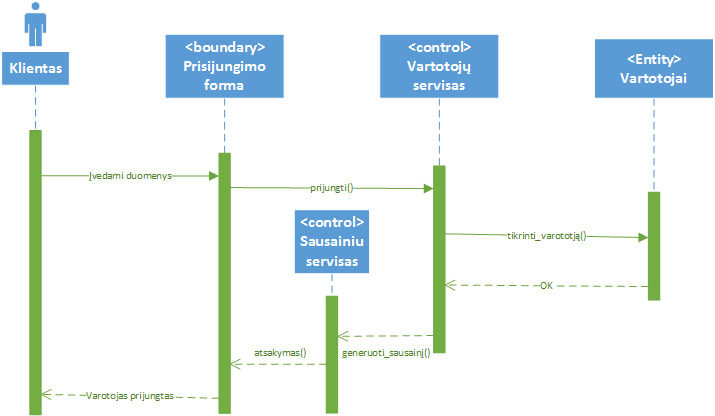 Klientas
<boundary>
Prisijungimo
forma
<control>
Vartotojų
servisas
<Entity>
Vartotojai
Įvedami duomenys
prijungti()
<control>
Sausainiu
servisas
tikrinti_varototją()
OK
generuoti_sausainį()
atsakymas()
Varotojas prijungtas